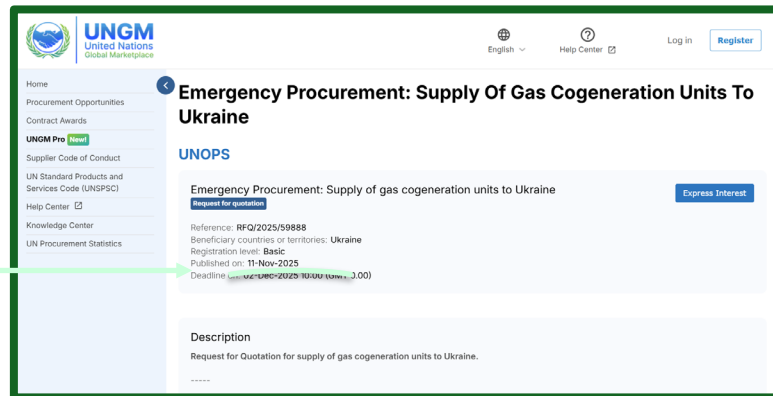 UNGM
United Nations
Global Marketplace
English
Help Center
Log in
Register
Home
Procurement Opportunities
Contract Awards
UNGM Pro New!
Supplier Code of Conduct
UN Standard Products and
Services Code (UNSPSC)
Help Center
Knowledge Center
UN Procurement Statistics
Emergency Procurement: Supply Of Gas Cogeneration Units To
Ukraine
UNOPS
Emergency Procurement: Supply of gas cogeneration units to Ukraine
Express Interest
Request for quotation
Reference: RFQ/2025/59888
Beneficiary countries or territories: Ukraine
Registration level: Basic
Published on: 11-Nov-2025
Deadline 02-Dec-2025 10:00 0.00)
Description
Request for Quotation for supply of gas cogeneration units to Ukraine.
-----